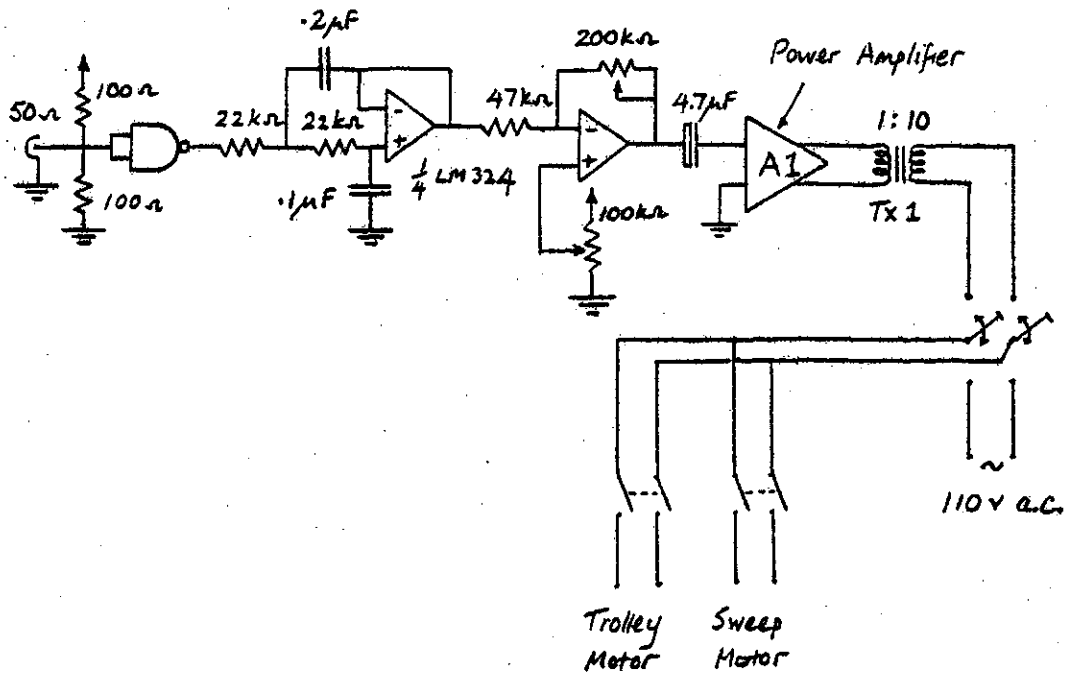 .2μF
200kΩ
Power Amplifier
50Ω
100Ω
22kΩ
22kΩ
-
+
47kΩ
-
+
4.7μF
A1
1:10
Tx 1
100Ω
.1μF
1/4 LM324
100kΩ
~
110v a.c.
Trolley
Motor
Sweep
Motor